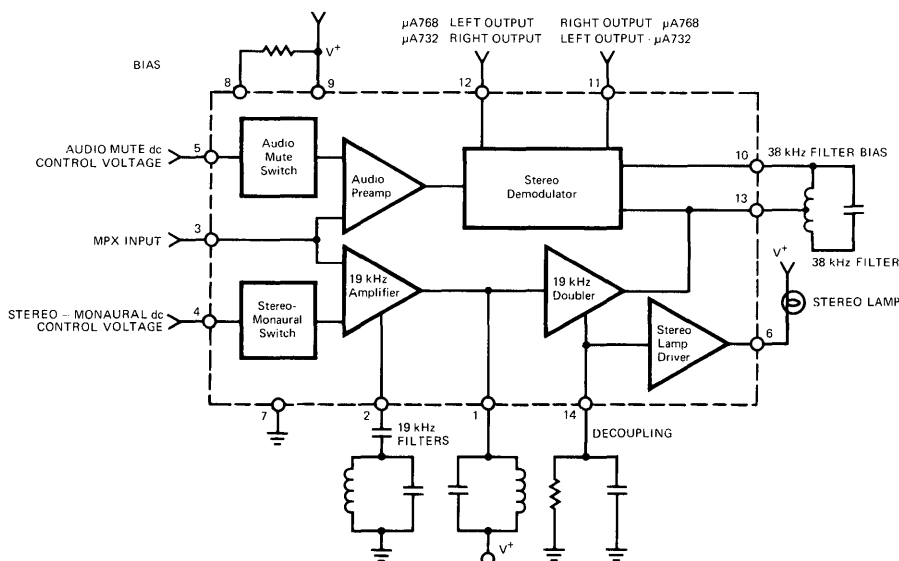 μA768 LEFT OUTPUT
μA732 RIGHT OUTPUT
RIGHT OUTPUT μA768
LEFT OUTPUT · μA732
V+
BIAS
8
9
12
11
AUDIO MUTE dc
CONTROL VOLTAGE
5
Audio
Mute
Switch
Audio
Preamp
Stereo
Demodulator
10
38 kHz FILTER BIAS
13
38 kHz FILTER
MPX INPUT
3
19 kHz
Amplifier
19 kHz
Doubler
V+
STEREO LAMP
STEREO – MONAURAL dc
CONTROL VOLTAGE
4
Stereo-
Monaural
Switch
Stereo
Lamp
Driver
6
7
2
1
14
19 kHz
FILTERS
DECOUPLING
V+